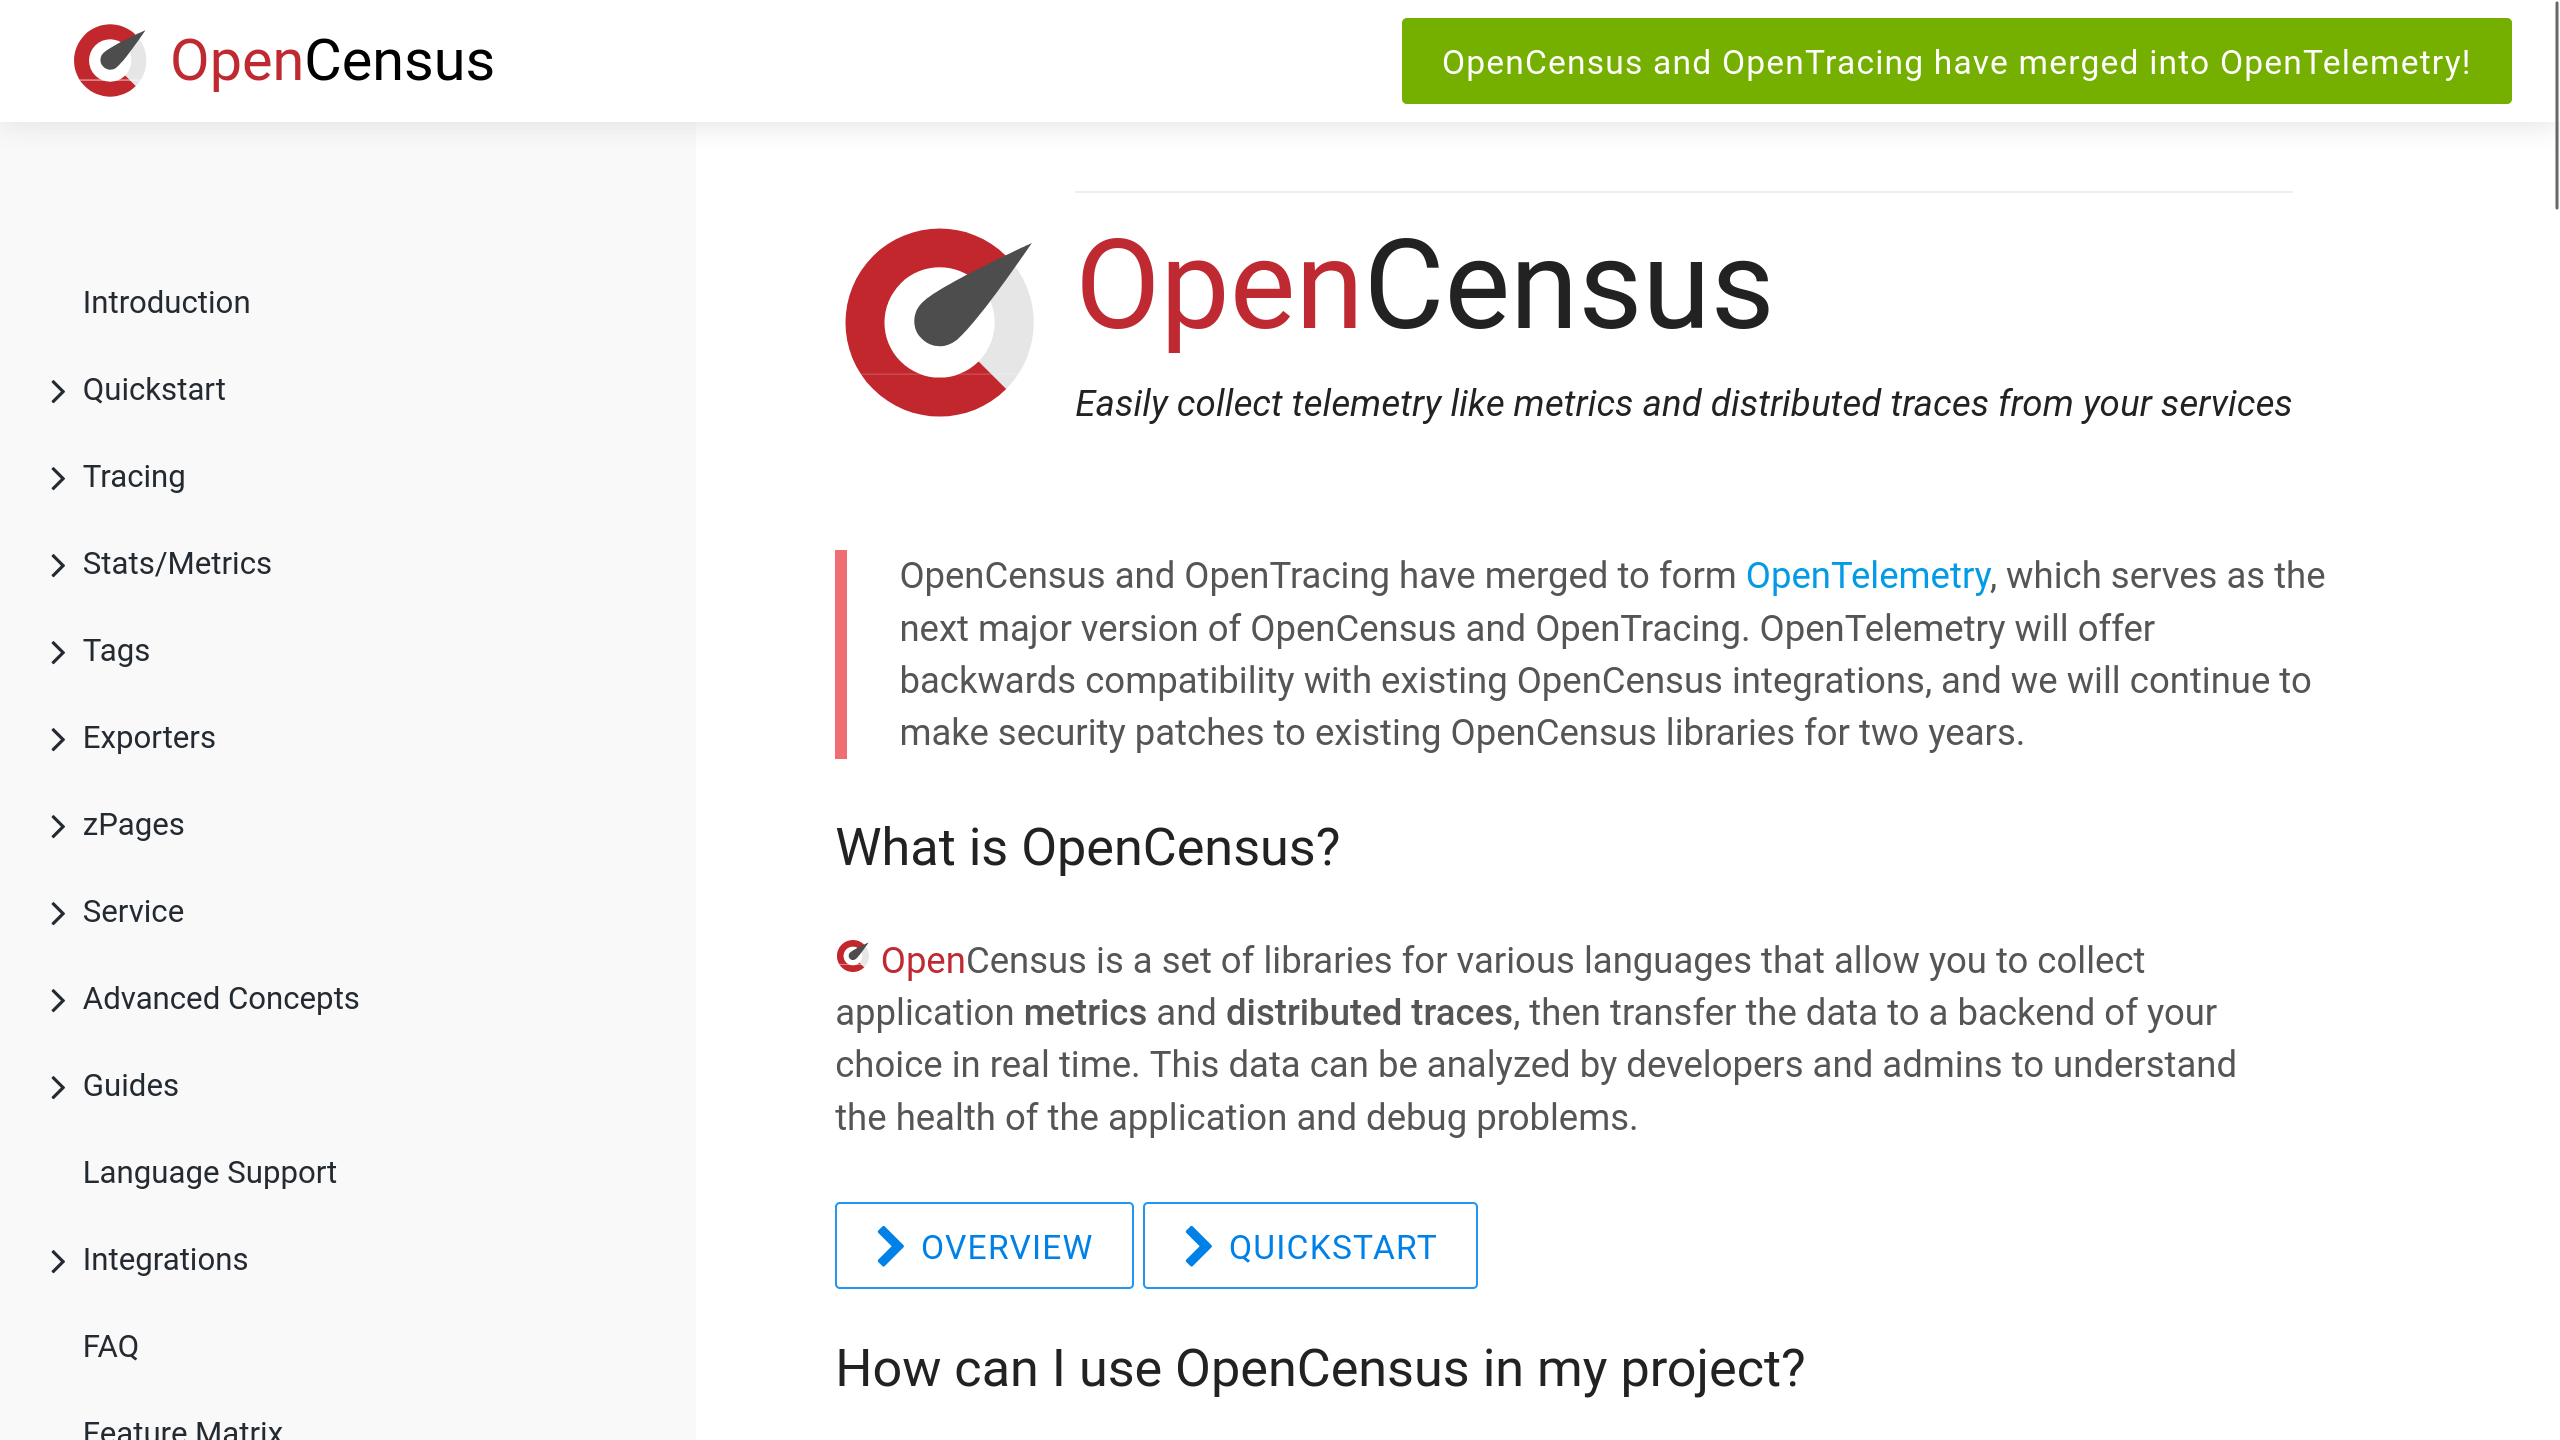 OpenCensus
OpenCensus and OpenTracing have merged into OpenTelemetry!
Introduction
Quickstart
Tracing
Stats/Metrics
Tags
Exporters
zPages
Service
Advanced Concepts
Guides
Language Support
Integrations
FAQ
Feature Matrix
OpenCensus
Easily collect telemetry like metrics and distributed traces from your services
OpenCensus and OpenTracing have merged to form OpenTelemetry, which serves as the
next major version of OpenCensus and OpenTracing. OpenTelemetry will offer
backwards compatibility with existing OpenCensus integrations, and we will continue to
make security patches to existing OpenCensus libraries for two years.
What is OpenCensus?
OpenCensus is a set of libraries for various languages that allow you to collect
application metrics and distributed traces, then transfer the data to a backend of your
choice in real time. This data can be analyzed by developers and admins to understand
the health of the application and debug problems.
OVERVIEW
QUICKSTART
How can I use OpenCensus in my project?